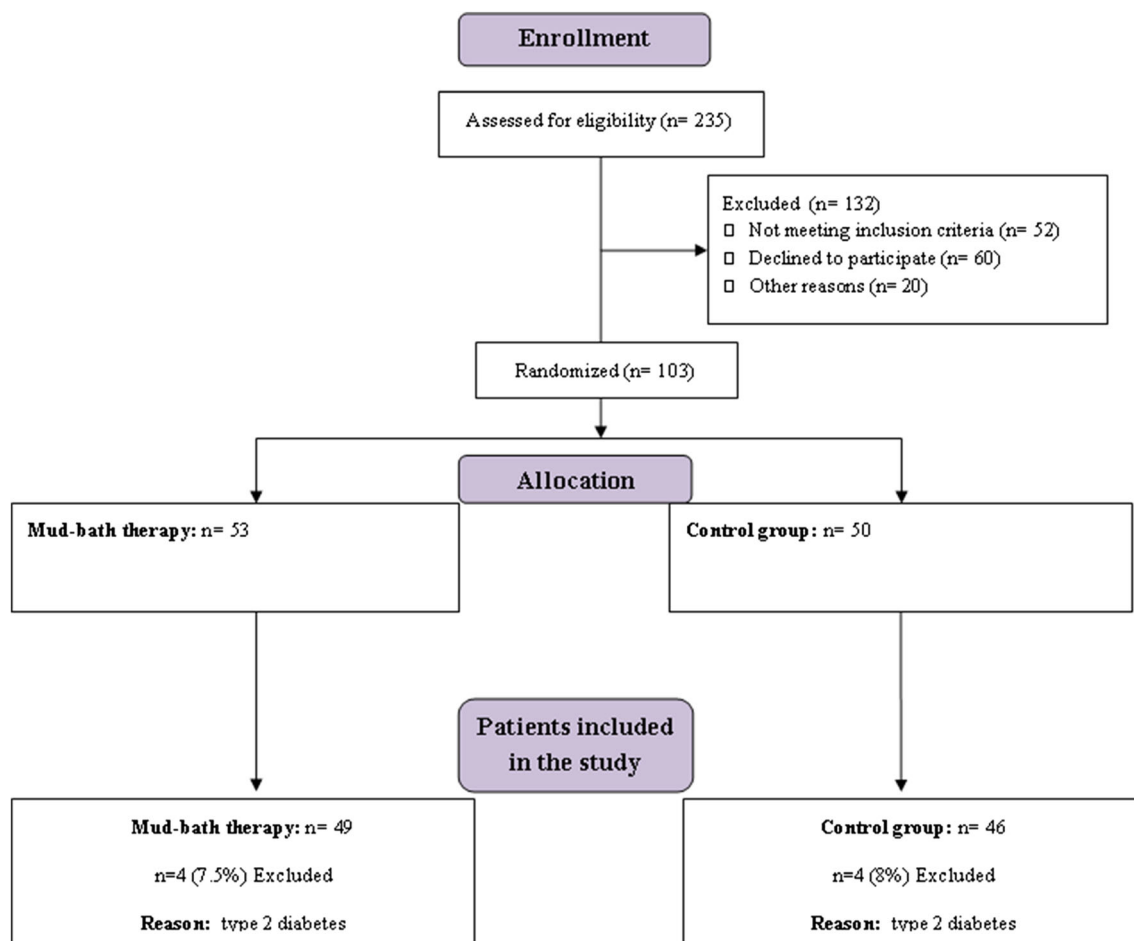 Enrollment
Assessed for eligibility (n= 235)
Excluded (n= 132)
▯ Not meeting inclusion criteria (n= 52)
▯ Declined to participate (n= 60)
▯ Other reasons (n= 20)
Randomized (n= 103)
Allocation
Mud-bath therapy: n= 53
Control group: n= 50
Patients included
in the study
Mud-bath therapy: n= 49
n=4 (7.5%) Excluded
Reason: type 2 diabetes
Control group: n= 46
n=4 (8%) Excluded
Reason: type 2 diabetes